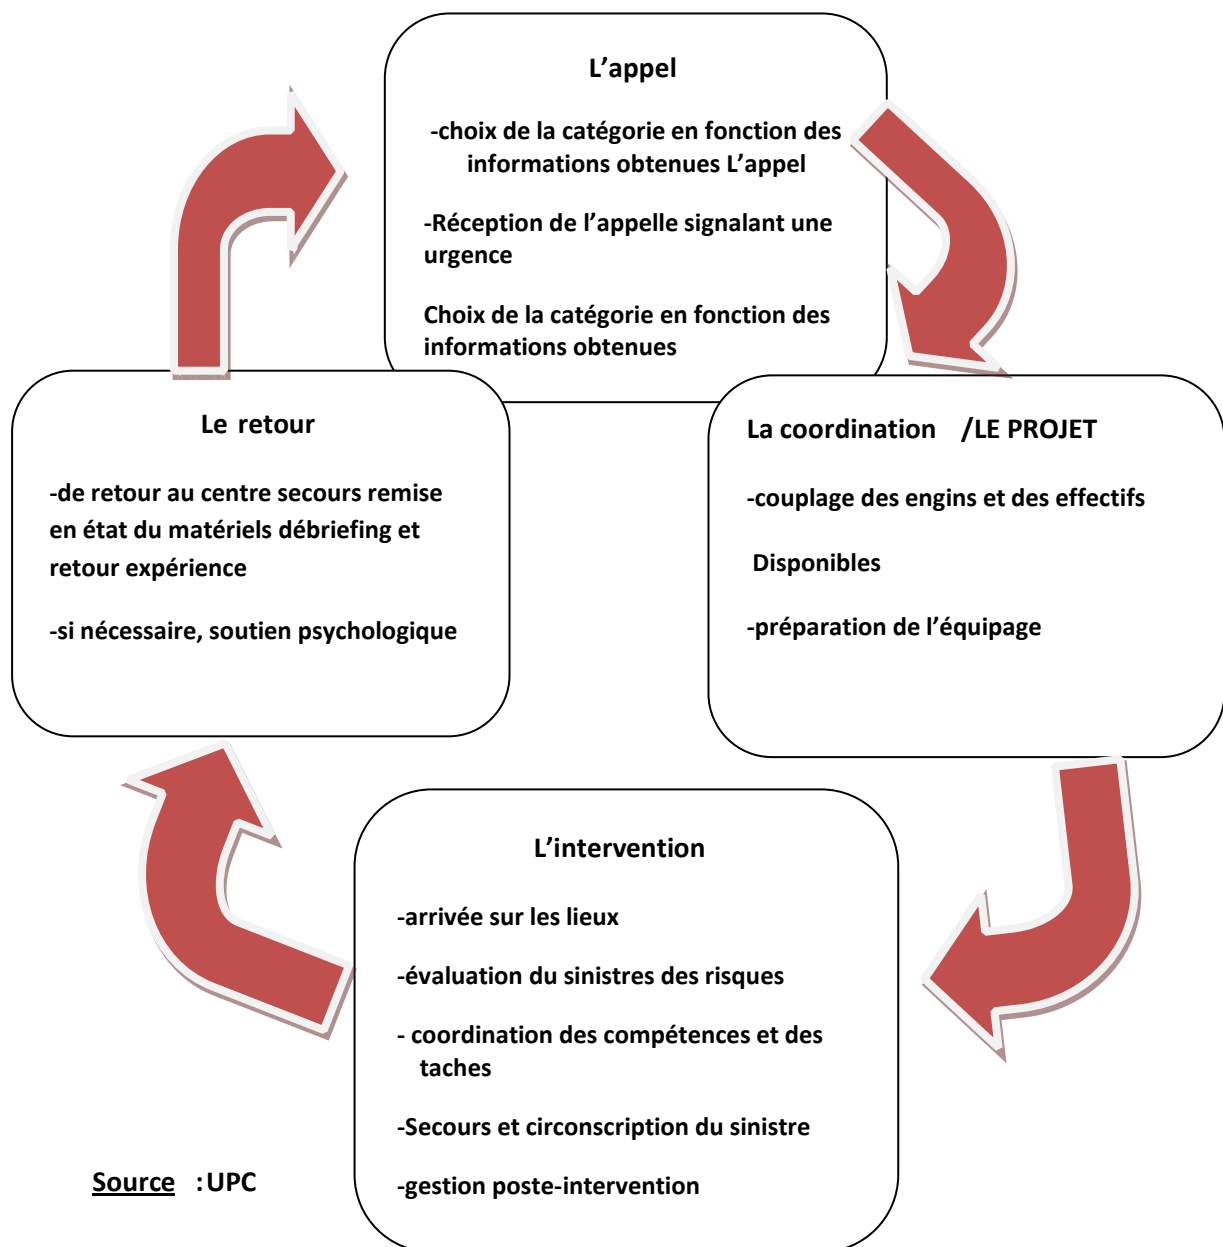 L’appel
-choix de la catégorie en fonction des
informations obtenues L’appel
-Réception de l’appelle signalant une
urgence
Choix de la catégorie en fonction des
informations obtenues
La coordination /LE PROJET
-couplage des engins et des effectifs
Disponibles
-préparation de l’équipage
L’intervention
-arrivée sur les lieux
-évaluation du sinistres des risques
- coordination des compétences et des
taches
-Secours et circonscription du sinistre
-gestion poste-intervention
Le retour
-de retour au centre secours remise
en état du matériels débriefing et
retour expérience
-si nécessaire, soutien psychologique
Source :UPC